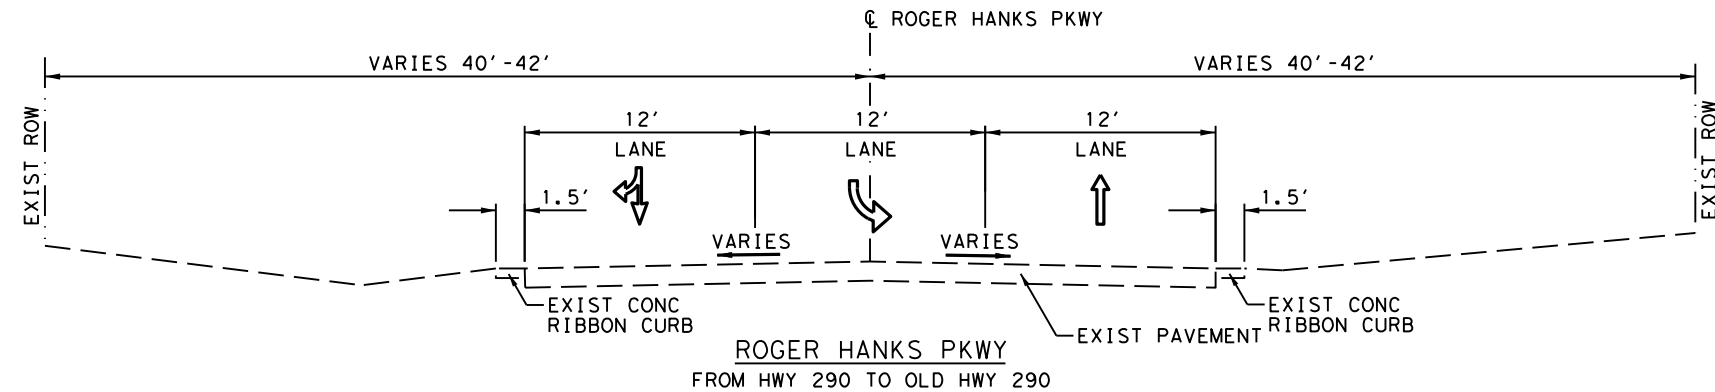 ℄ ROGER HANKS PKWY
VARIES 40'-42'
VARIES 40'-42'
EXIST ROW
EXIST ROW
12'
12'
12'
LANE
LANE
LANE
1.5'
1.5'
VARIES
VARIES
EXIST CONC
RIBBON CURB
EXIST CONC
RIBBON CURB
EXIST PAVEMENT
ROGER HANKS PKWY
FROM HWY 290 TO OLD HWY 290